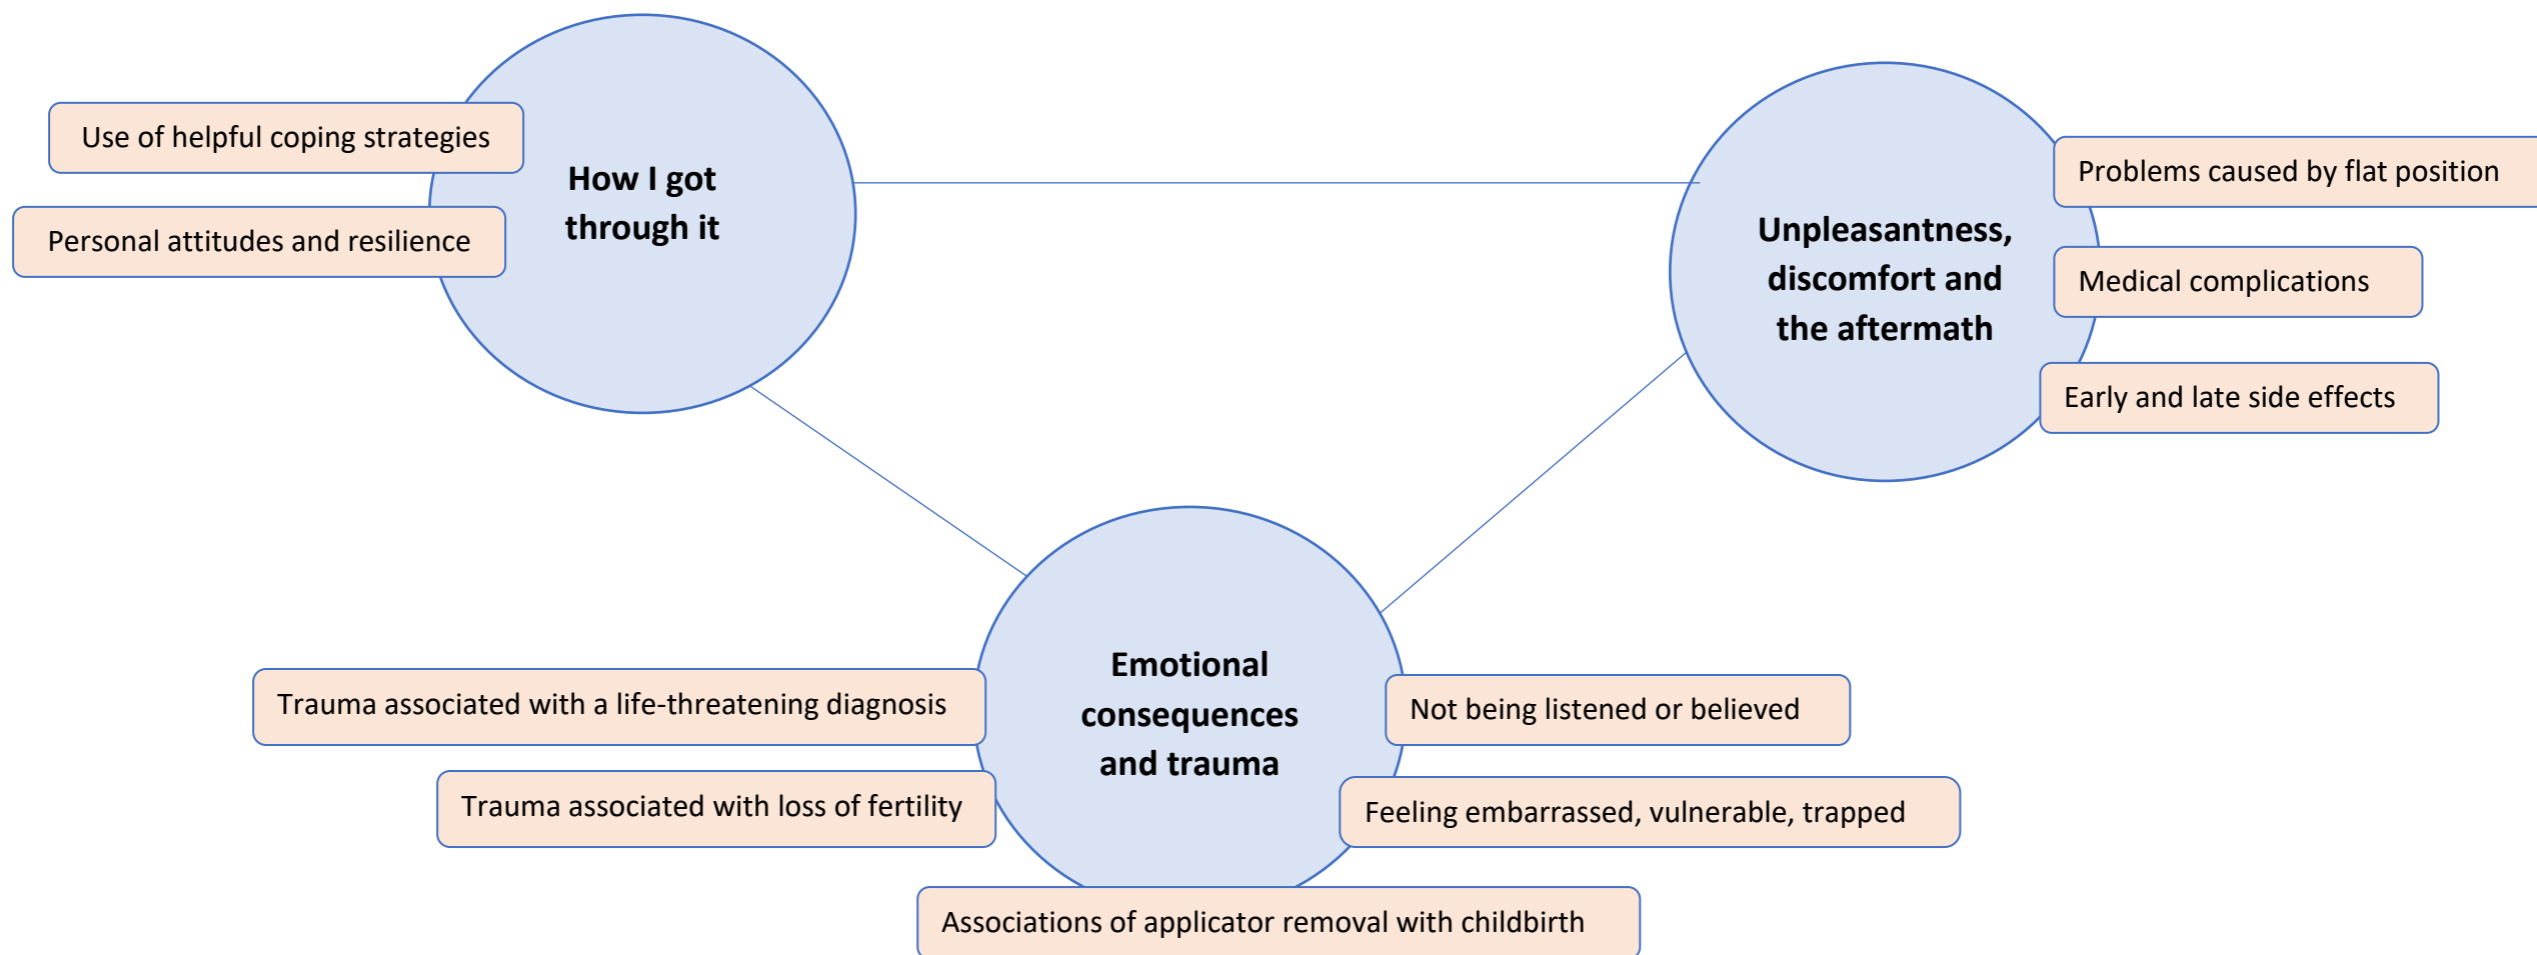 Use of helpful coping strategies
Personal attitudes and resilience
How I got
through it
Unpleasantness,
discomfort and
the aftermath
Problems caused by flat position
Medical complications
Early and late side effects
Emotional
consequences
and trauma
Trauma associated with a life-threatening diagnosis
Trauma associated with loss of fertility
Not being listened or believed
Feeling embarrassed, vulnerable, trapped
Associations of applicator removal with childbirth